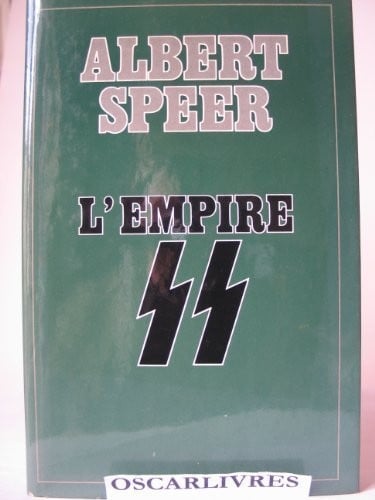 ALBERT
SPEER
L'EMPIRE
SS
OSCARLIVRES